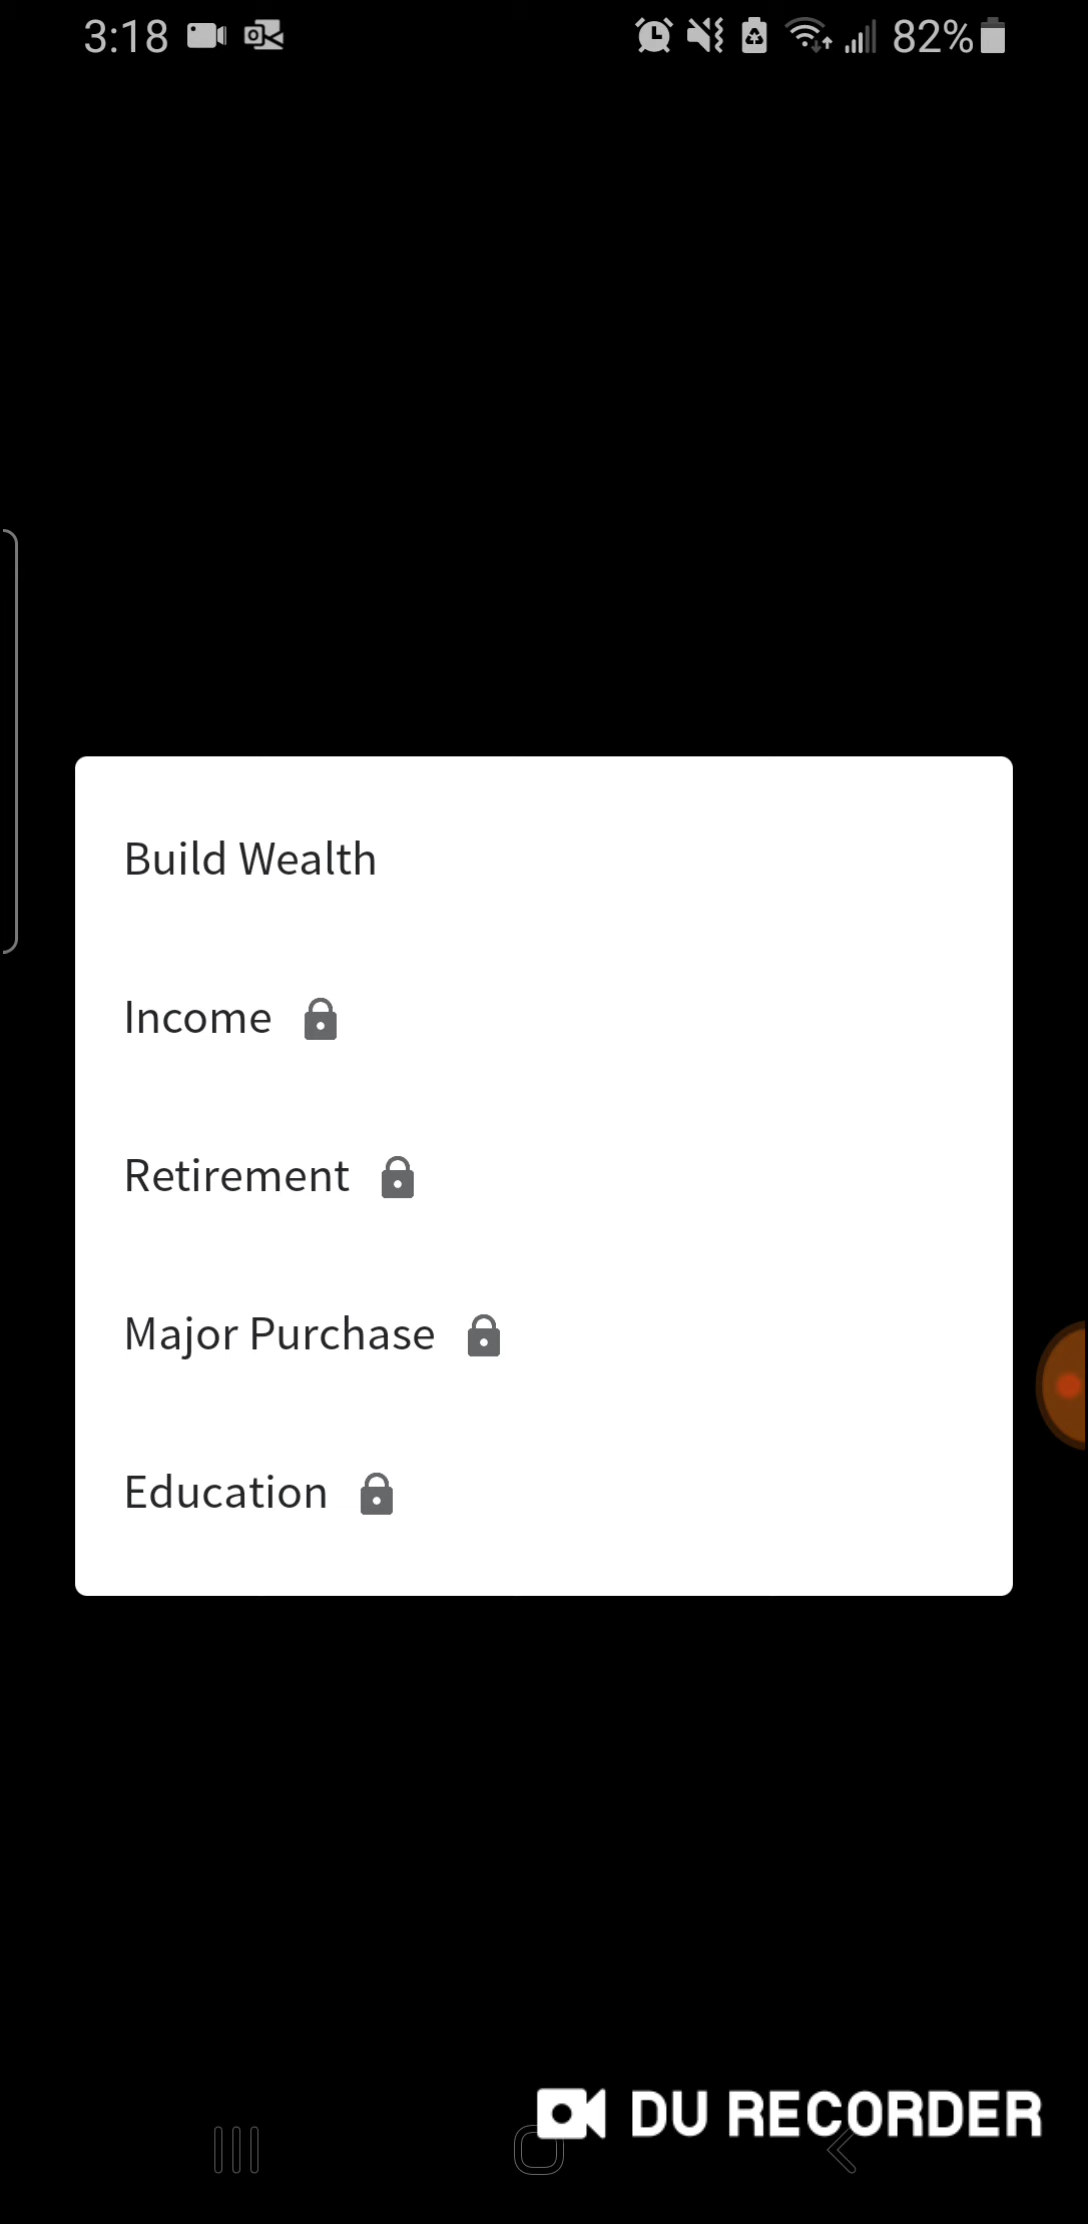 3:18
82%
Build Wealth
Income
Retirement
Major Purchase
Education
DU RECORDER